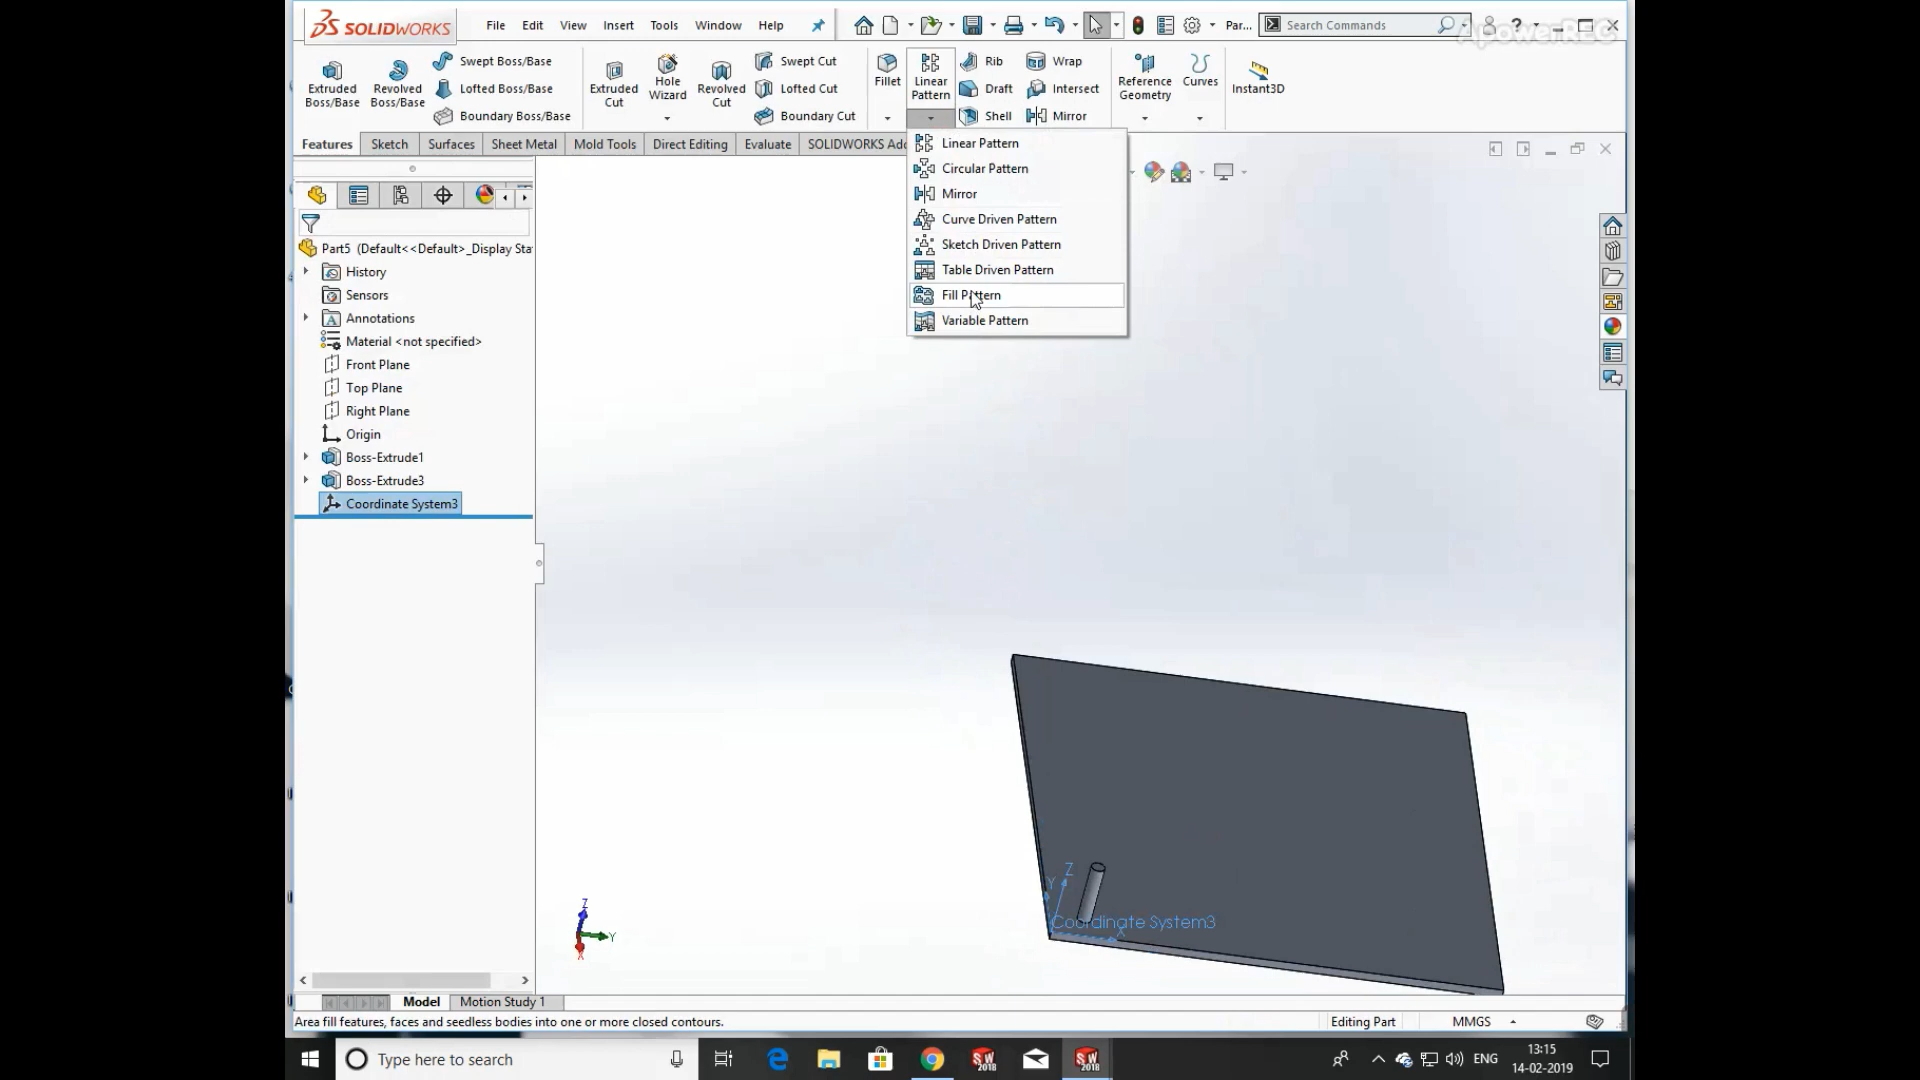 SOLIDWORKS File Edit View Insert Tools Window Help Par... Search Commands ?
ApowerREC
Extruded Boss/Base
Revolved Boss/Base
Swept Boss/Base
Lofted Boss/Base
Boundary Boss/Base
Extruded Cut
Hole Wizard
Revolved Cut
Swept Cut
Lofted Cut
Boundary Cut
Fillet
Linear Pattern
Rib
Draft
Shell
Wrap
Intersect
Mirror
Reference Geometry
Curves
Instant3D
Features Sketch Surfaces Sheet Metal Mold Tools Direct Editing Evaluate SOLIDWORKS Ad
Linear Pattern
Circular Pattern
Mirror
Curve Driven Pattern
Sketch Driven Pattern
Table Driven Pattern
Fill Pattern
Variable Pattern
Part5 (Default<<Default>_Display Sta
History
Sensors
Annotations
Material <not specified>
Front Plane
Top Plane
Right Plane
Origin
Boss-Extrude1
Boss-Extrude3
Coordinate System3
Z
Y
Coordinate System3
X
Z
Y
X
Model Motion Study 1
Area fill features, faces and seedless bodies into one or more closed contours. Editing Part MMGS
Type here to search SW 2018 SW 2018 ENG 13:15
14-02-2019